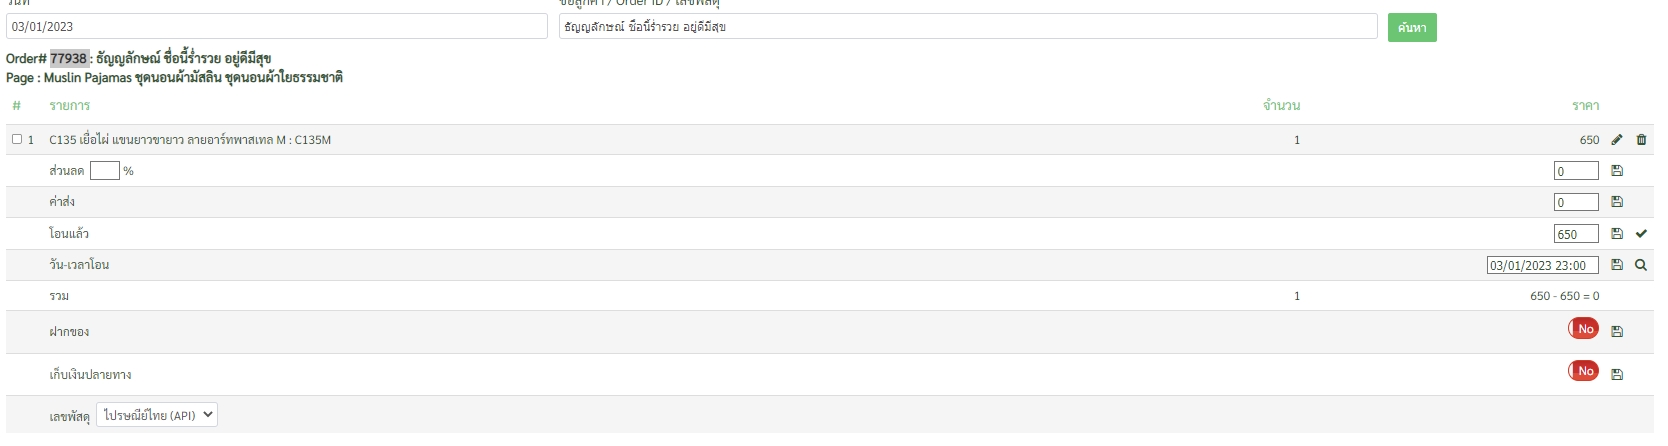 วันที่
ชื่อลูกค้า / Order ID / เลขพัสดุ
03/01/2023
ธัญญลักษณ์ ชื่อนี้ร่ำรวย อยู่ดีมีสุข
ค้นหา
Order# 77938 : ธัญญลักษณ์ ชื่อนี้ร่ำรวย อยู่ดีมีสุข
Page : Muslin Pajamas ชุดนอนผ้ามัสลิน ชุดนอนผ้าใยธรรมชาติ
# รายการ จำนวน ราคา
1 C135 เยื่อไผ่ แขนยาวขายาว ลายอาร์ทพาสเทล M : C135M 1 650
ส่วนลด % 0
ค่าส่ง 0
โอนแล้ว 650
วัน-เวลาโอน 03/01/2023 23:00
รวม 1 650 - 650 = 0
ฝากของ No
เก็บเงินปลายทาง No
เลขพัสดุ ไปรษณีย์ไทย (API)